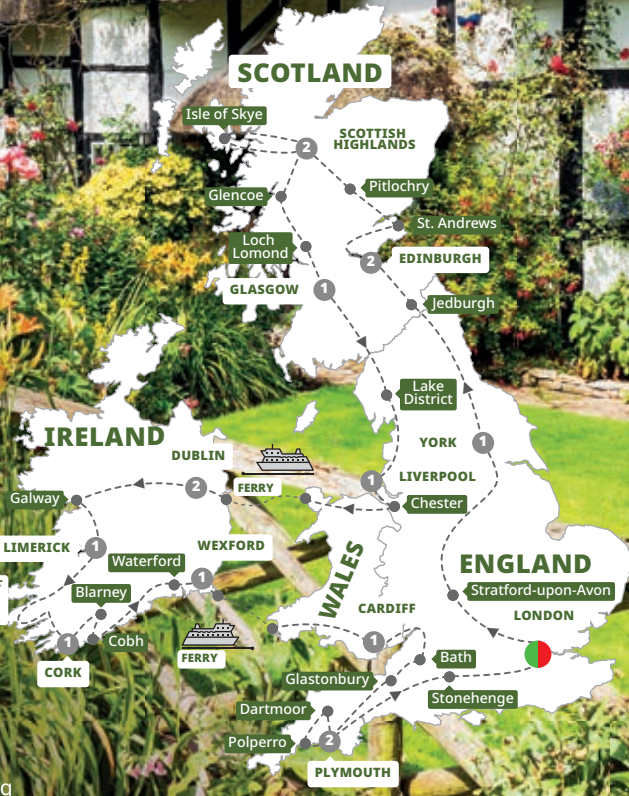 SCOTLAND
Isle of Skye
2
SCOTTISH
HIGHLANDS
Glencoe
Pitlochry
St. Andrews
Loch
Lomond
2
EDINBURGH
GLASGOW
1
Jedburgh
Lake
District
IRELAND
DUBLIN
YORK
1
2
FERRY
1
LIVERPOOL
Galway
Chester
LIMERICK
1
WEXFORD
WALES
ENGLAND
Waterford
1
Stratford-upon-Avon
Blarney
CARDIFF
LONDON
1
Cobh
CORK
FERRY
1
Bath
Glastonbury
Stonehenge
Dartmoor
Polperro
2
PLYMOUTH